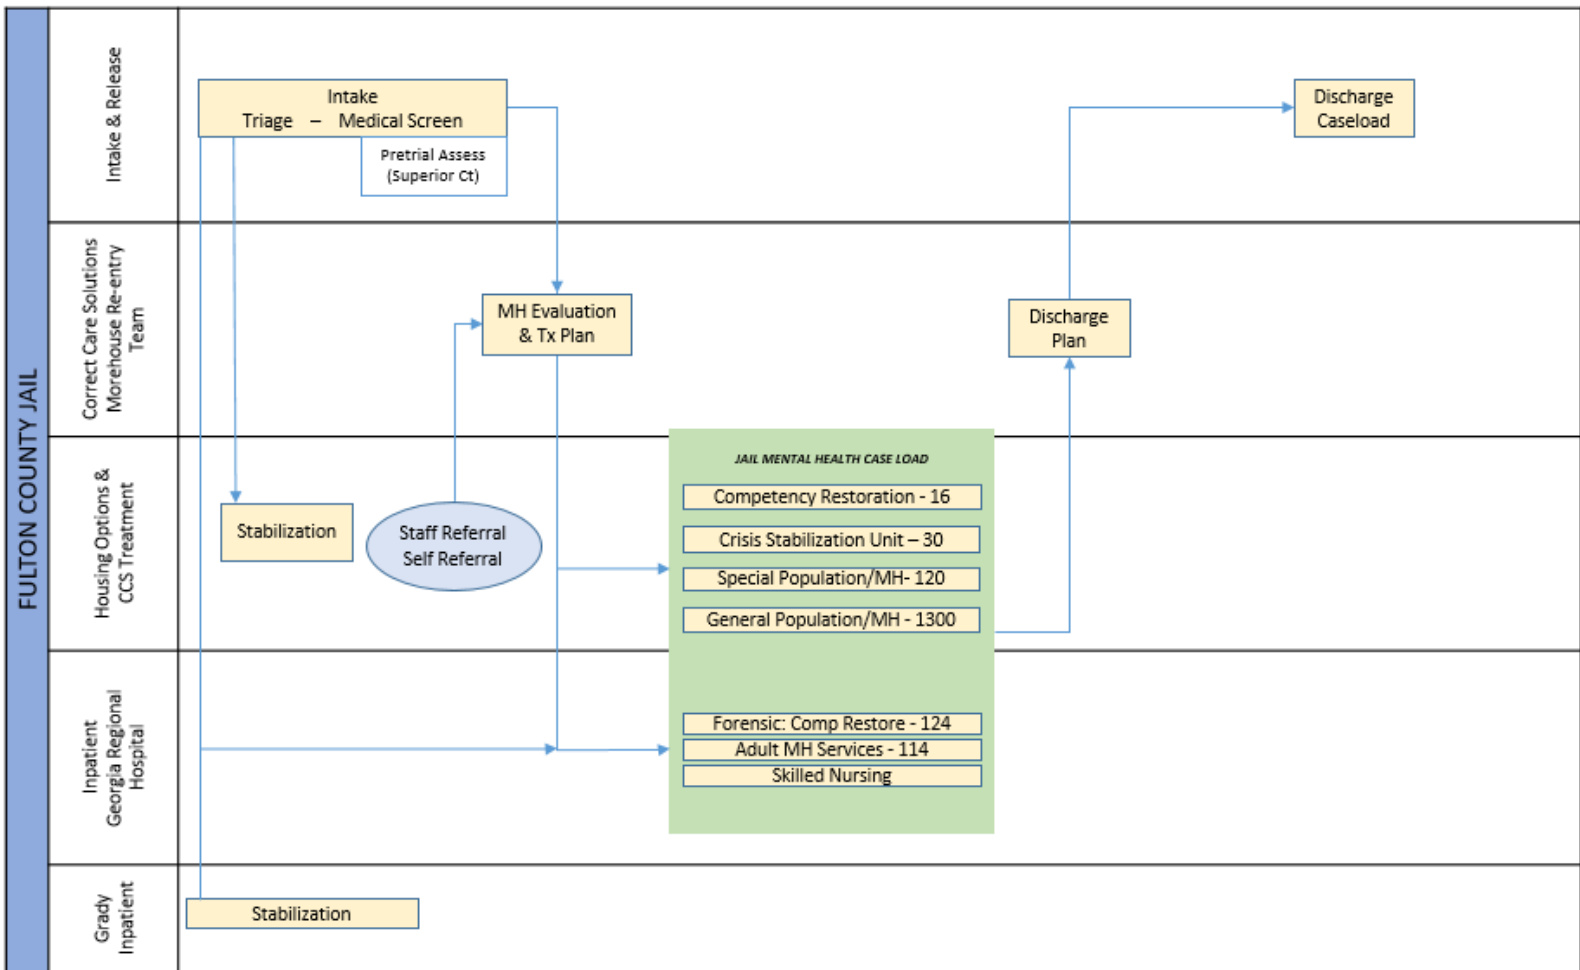 FULTON COUNTY JAIL
Intake & Release
Intake
Triage – Medical Screen
Pretrial Assess
(Superior Ct)
Discharge
Caseload
Correct Care Solutions
Morehouse Re-entry
Team
MH Evaluation
& Tx Plan
Discharge
Plan
Housing Options &
CCS Treatment
Stabilization
Staff Referral
Self Referral
JAIL MENTAL HEALTH CASE LOAD
Competency Restoration - 16
Crisis Stabilization Unit – 30
Special Population/MH- 120
General Population/MH - 1300
Inpatient
Georgia Regional
Hospital
Forensic: Comp Restore - 124
Adult MH Services - 114
Skilled Nursing
Grady
Inpatient
Stabilization